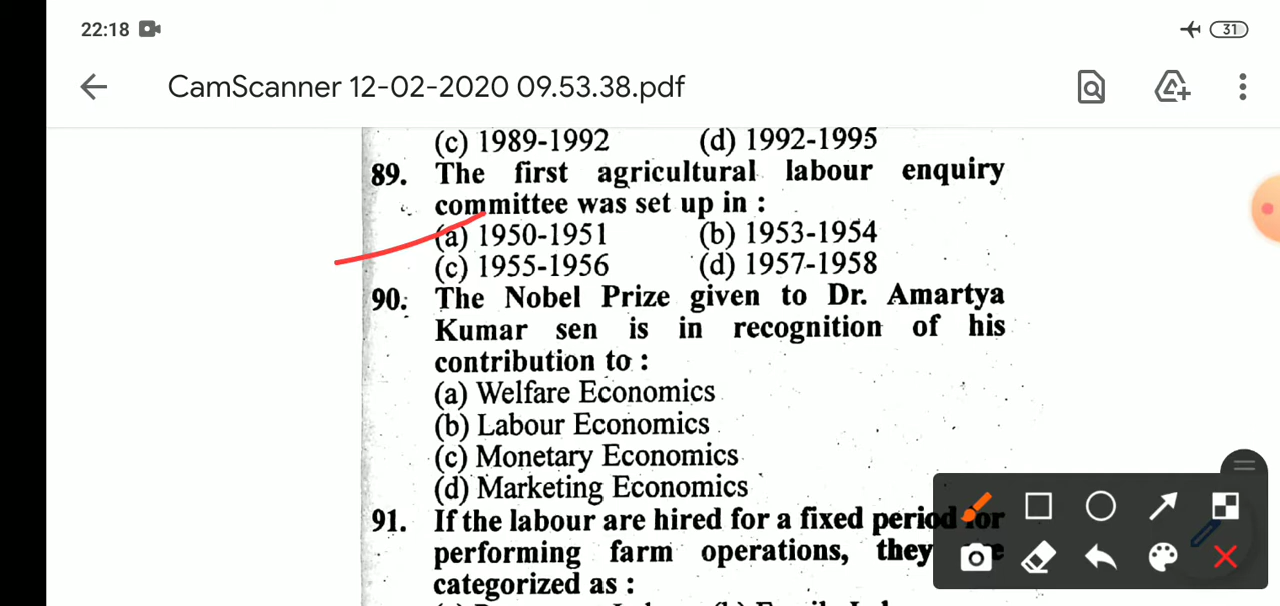 22:18
31
CamScanner 12-02-2020 09.53.38.pdf
(c) 1989-1992 (d) 1992-1995
89. The first agricultural labour enquiry
committee was set up in :
(a) 1950-1951 (b) 1953-1954
(c) 1955-1956 (d) 1957-1958
90. The Nobel Prize given to Dr. Amartya
Kumar sen is in recognition of his
contribution to :
(a) Welfare Economics
(b) Labour Economics
(c) Monetary Economics
(d) Marketing Economics
91. If the labour are hired for a fixed period for
performing farm operations, they
categorized as :